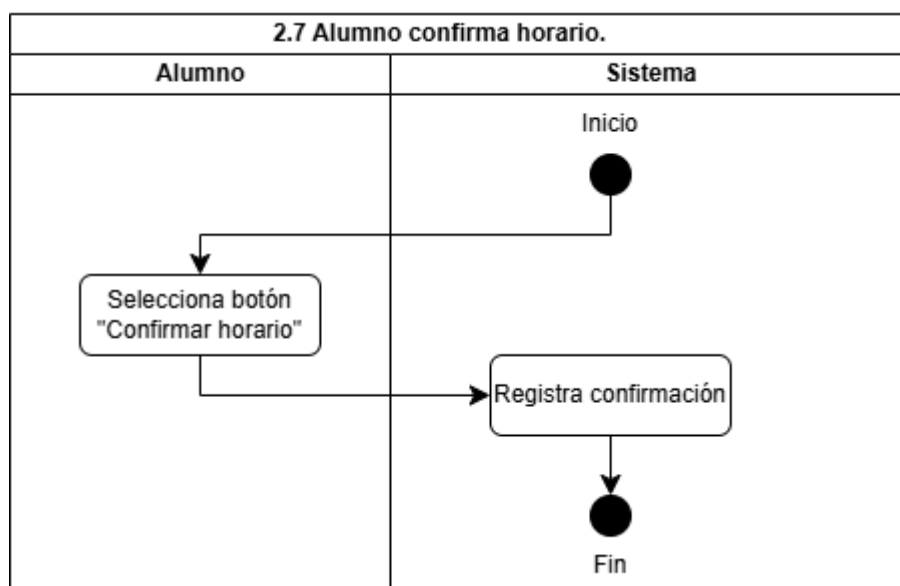 2.7 Alumno confirma horario.
Alumno
Sistema
Inicio
Selecciona botón
"Confirmar horario"
Registra confirmación
Fin